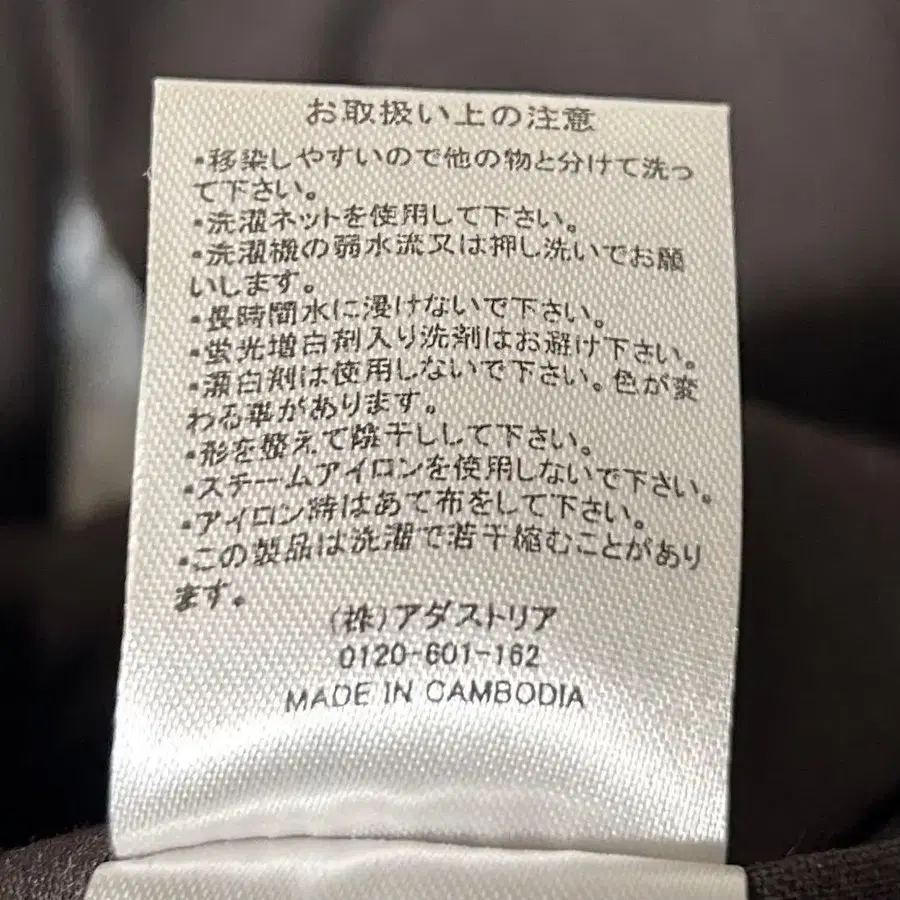 お取扱い上の注意
・移染しやすいので他の物と分けて洗っ
て下さい。
・洗濯ネットを使用して下さい。
・洗濯機の弱水流又は押し洗いでお願
いします。
・長時間水に浸けないで下さい。
・蛍光増白剤入り洗剤はお避け下さい。
・漂白剤は使用しないで下さい。色が変
わる事があります。
・形を整えて陰干しして下さい。
・スチームアイロンを使用しないで下さい。
・アイロン時はあて布をして下さい。
・この製品は洗濯で若干縮むことがあり
ます。
(株)アダストリア
0120-601-162
MADE IN CAMBODIA